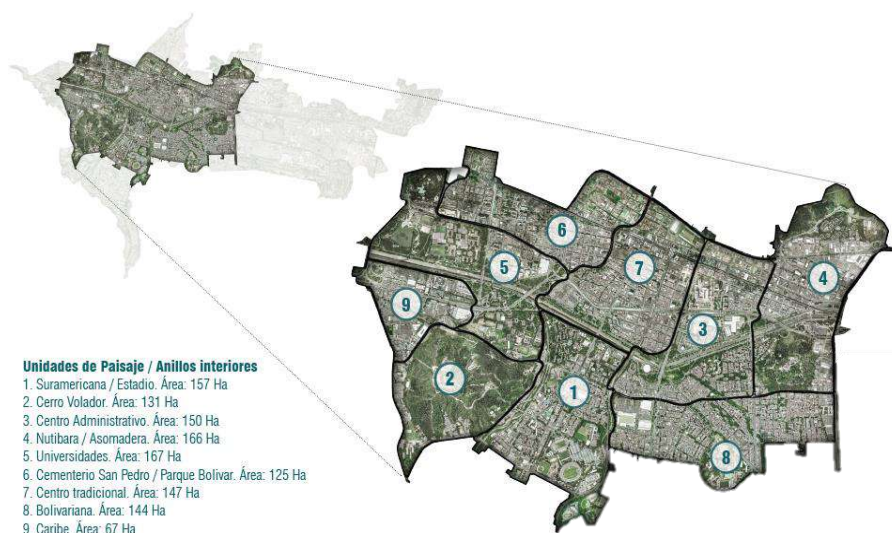 Unidades de Paisaje / Anillos interiores
1. Suramericana / Estadio. Área: 157 Ha
2. Cerro Volador. Área: 131 Ha
3. Centro Administrativo. Área: 150 Ha
4. Nutibara / Asomadera. Área: 166 Ha
5. Universidades. Área: 167 Ha
6. Cementerio San Pedro / Parque Bolivar. Área: 125 Ha
7. Centro tradicional. Área: 147 Ha
8. Bolivariana. Área: 144 Ha
9. Caribe. Área: 67 Ha
6
5
7
4
9
3
2
1
8